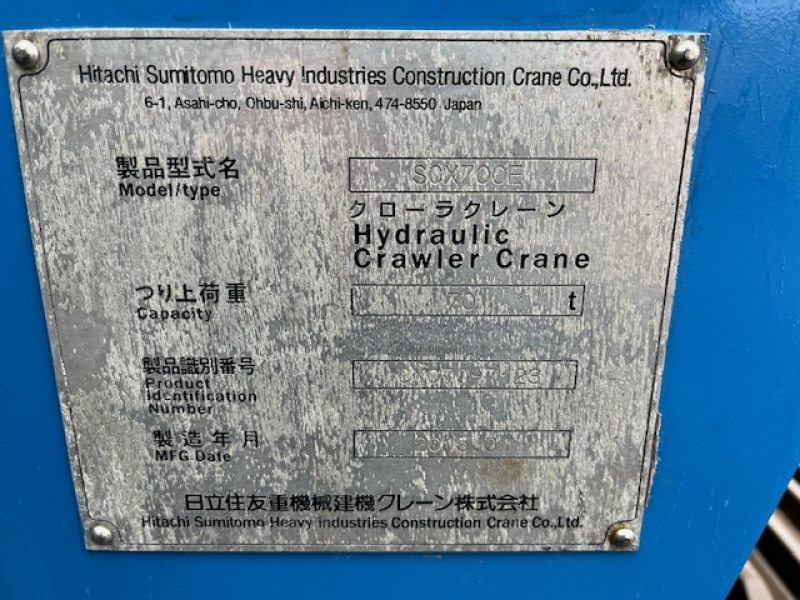 Hitachi Sumitomo Heavy Industries Construction Crane Co.,Ltd.
6-1, Asahi-cho, Ohbu-shi, Aichi-ken, 474-8550 Japan
製品型式名 SCX700E
Model/type
クローラクレーン
Hydraulic
Crawler Crane
つり上荷重 70 t
Capacity
製品識別番号
Product
Identification
Number
製造年月
MFG.Date
日立住友重機械建機クレーン株式会社
Hitachi Sumitomo Heavy Industries Construction Crane Co.,Ltd.